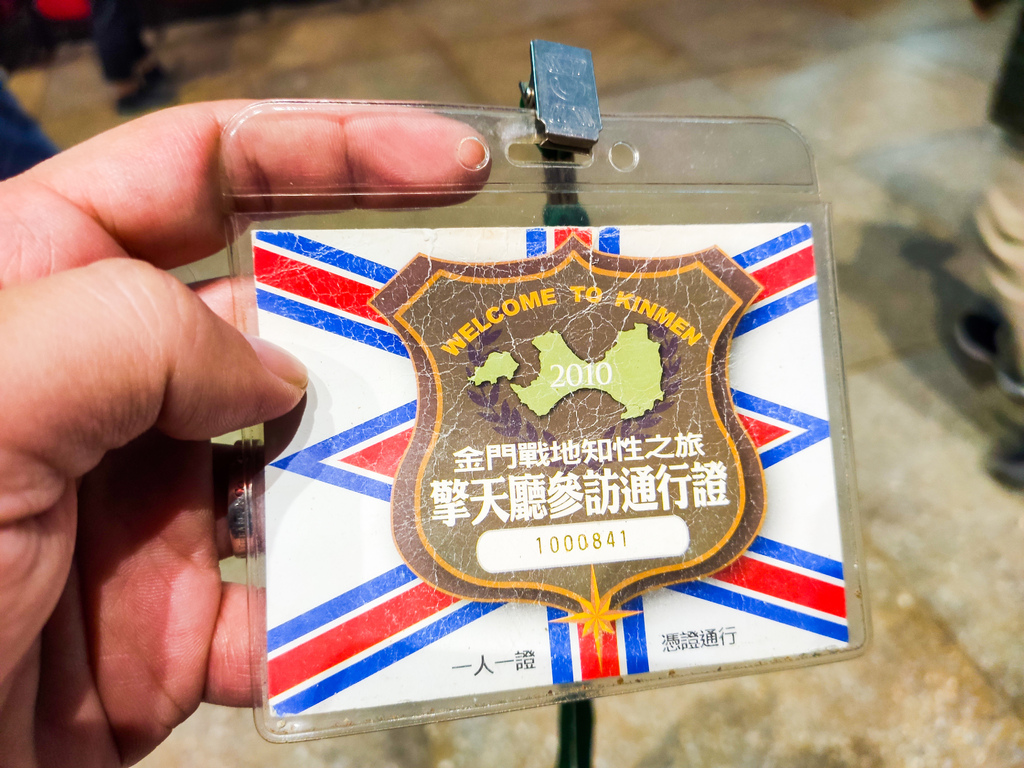 WELCOME TO KINMEN
2010
金門戰地知性之旅
擎天廳參訪通行證
1000841
一人一證
憑證通行